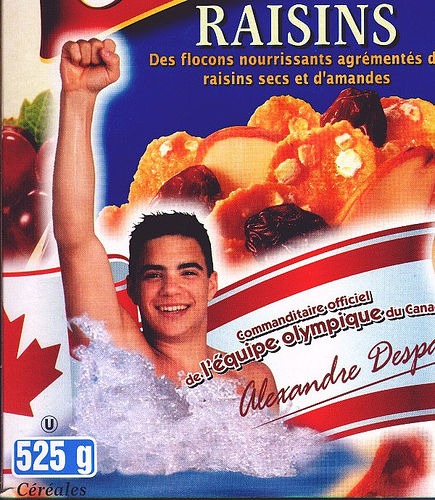 RAISINS
Des flocons nourrissants agrémentés d
raisins secs et d'amandes
Commanditaire officiel
de l'équipe olympique du Cana
Alexandre Despa
U
525 g
Céréales